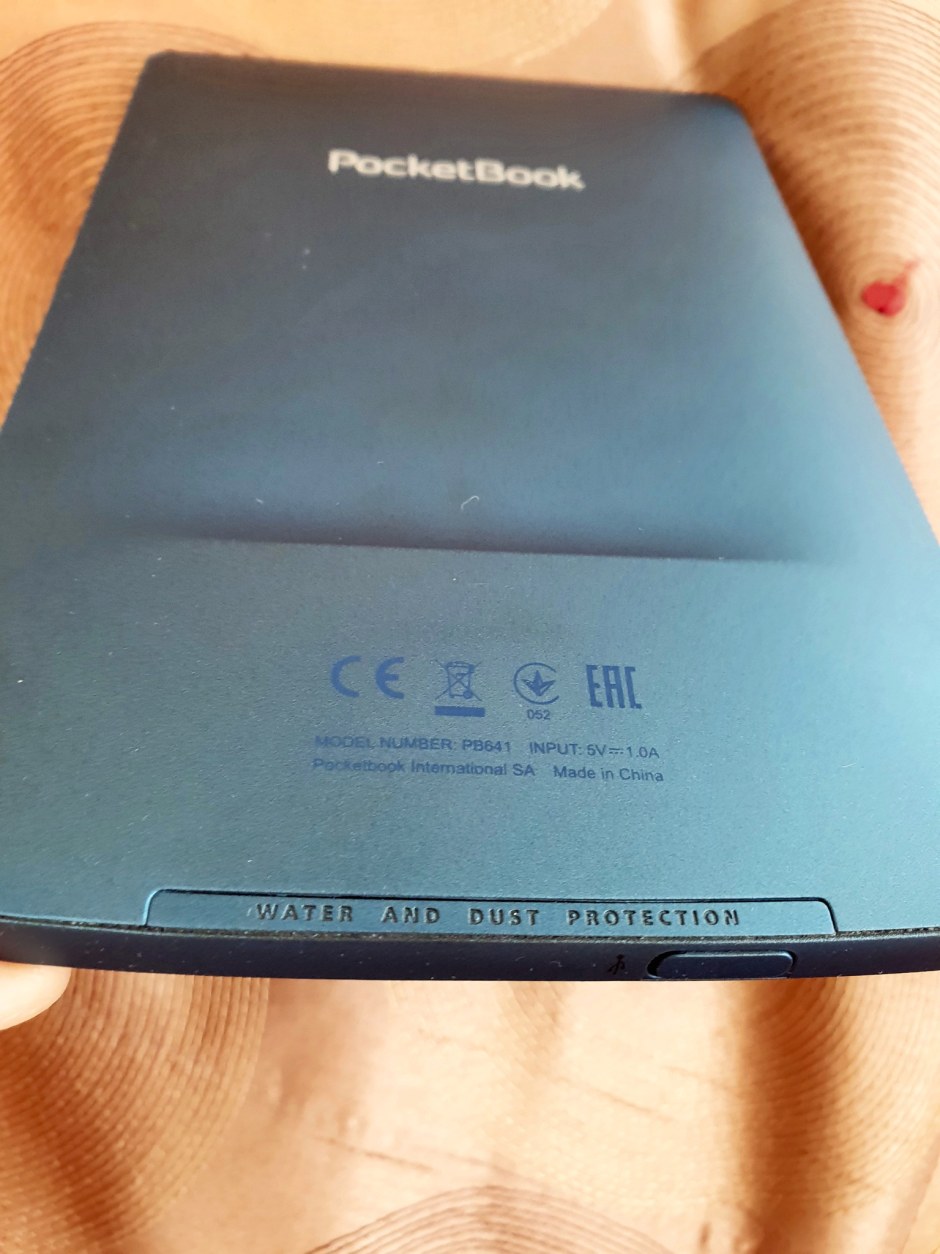 PocketBook
CE EAC
052
MODEL NUMBER: PB641 INPUT: 5V⎓1.0A
Pocketbook International SA Made in China
WATER AND DUST PROTECTION